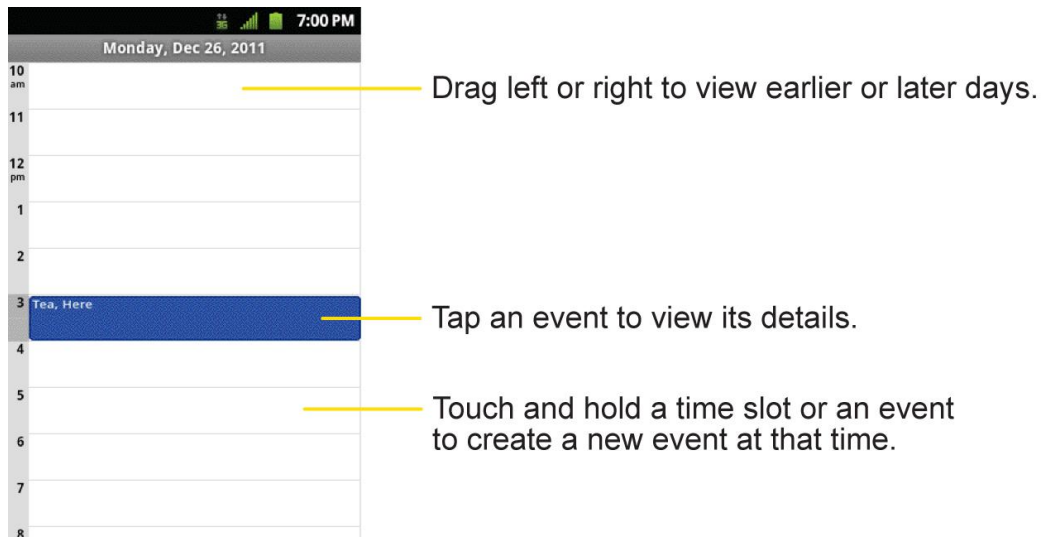 3G 7:00 PM
Monday, Dec 26, 2011
10
am
Drag left or right to view earlier or later days.
11
12
pm
1
2
3 Tea, Here
Tap an event to view its details.
4
5
Touch and hold a time slot or an event
to create a new event at that time.
6
7
8